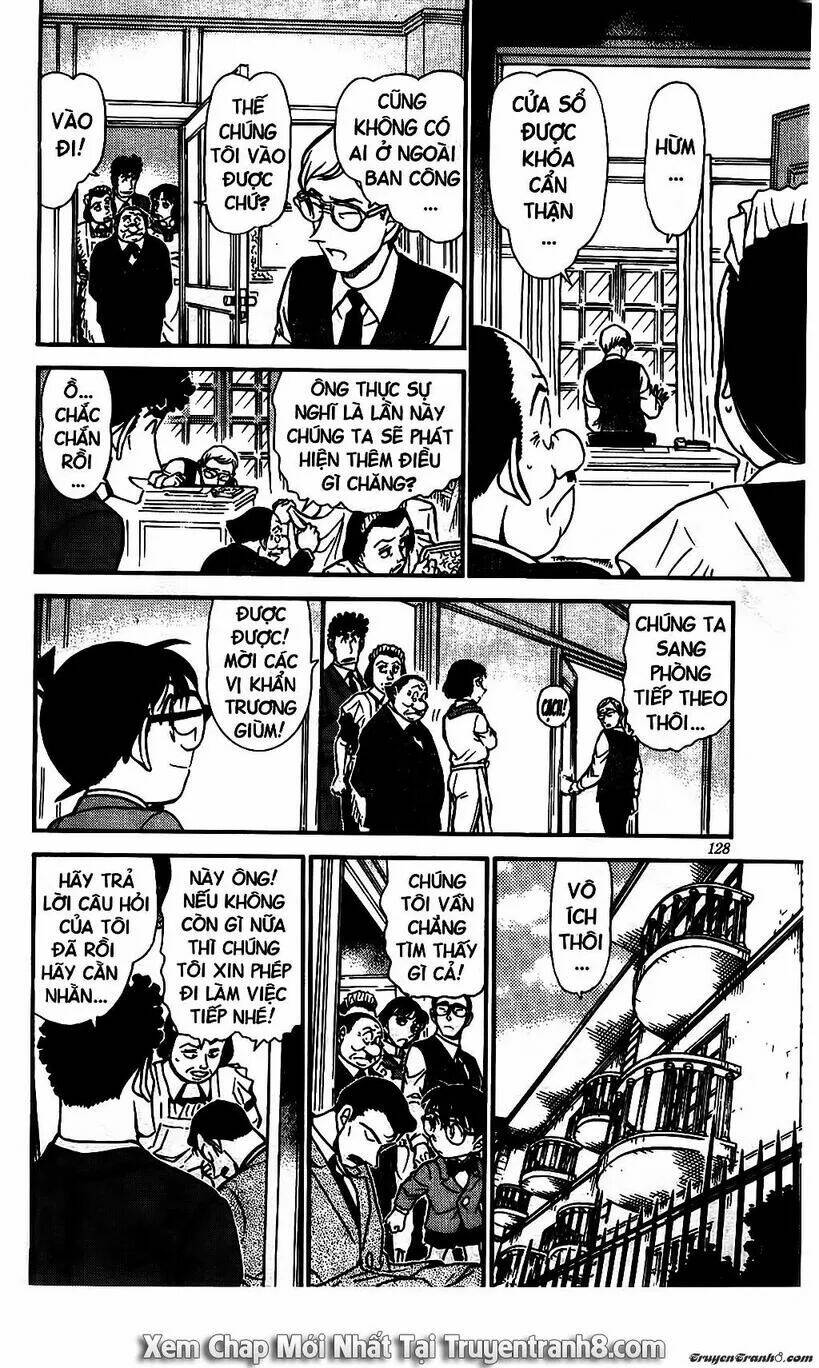 HỪM
...
CỬA SỔ
ĐƯỢC
KHÓA
CẨN
THẬN
...
CŨNG
KHÔNG CÓ
AI Ở NGOÀI
BAN CÔNG
...
THẾ
CHÚNG
TÔI VÀO
ĐƯỢC
CHỨ?
VÀO
ĐI!
ÔNG THỰC SỰ
NGHĨ LÀ LẦN NÀY
CHÚNG TA SẼ PHÁT
HIỆN THÊM ĐIỀU
GÌ CHĂNG?
Ồ...
CHẮC
CHẮN
RỒI
...
CHÚNG TA
SANG
PHÒNG
TIẾP THEO
THÔI...
CẠCH!
ĐƯỢC
ĐƯỢC!
MỜI CÁC
VỊ KHẨN
TRƯƠNG
GIÙM!
128
VÔ
ÍCH
THÔI
...
CHÚNG
TÔI VẪN
CHẲNG
TÌM THẤY
GÌ CẢ!
NÀY ÔNG!
NẾU KHÔNG
CÒN GÌ NỮA
THÌ CHÚNG
TÔI XIN PHÉP
ĐI LÀM VIỆC
TIẾP NHÉ!
HÃY TRẢ
LỜI CÂU HỎI
CỦA TÔI
ĐÃ RỒI
HÃY CẰN
NHẰN...
Xem Chap Mới Nhất Tại Truyentranh8.com
TruyenTranh8.com